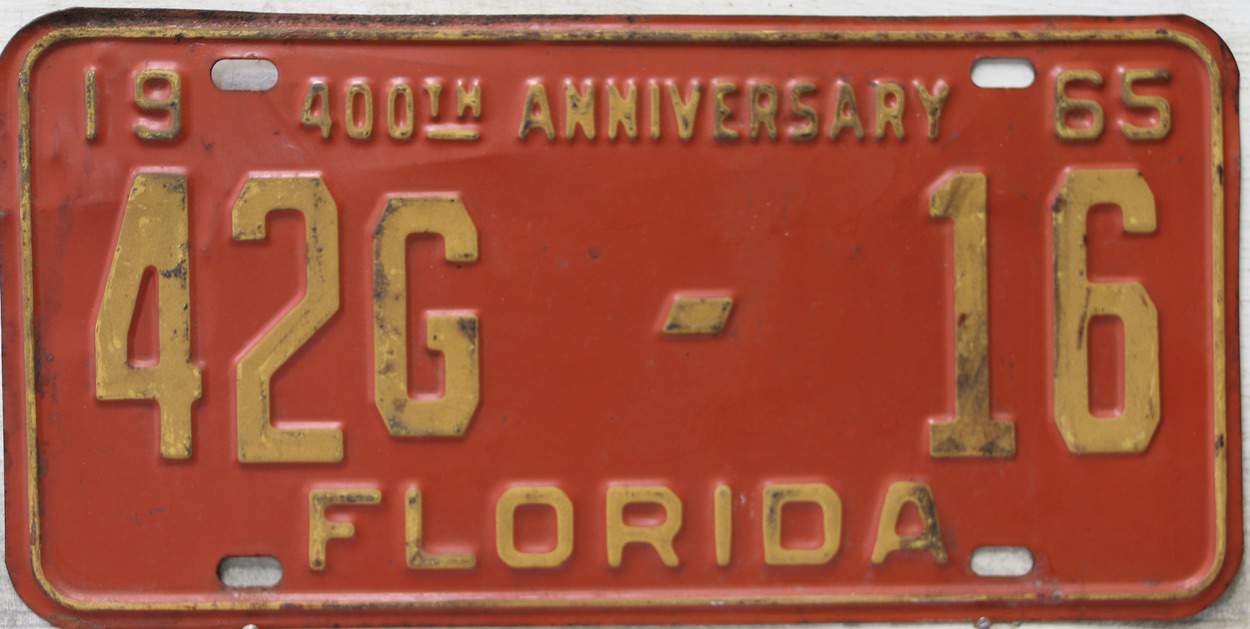 19 400TH ANNIVERSARY 65
42G - 16
FLORIDA